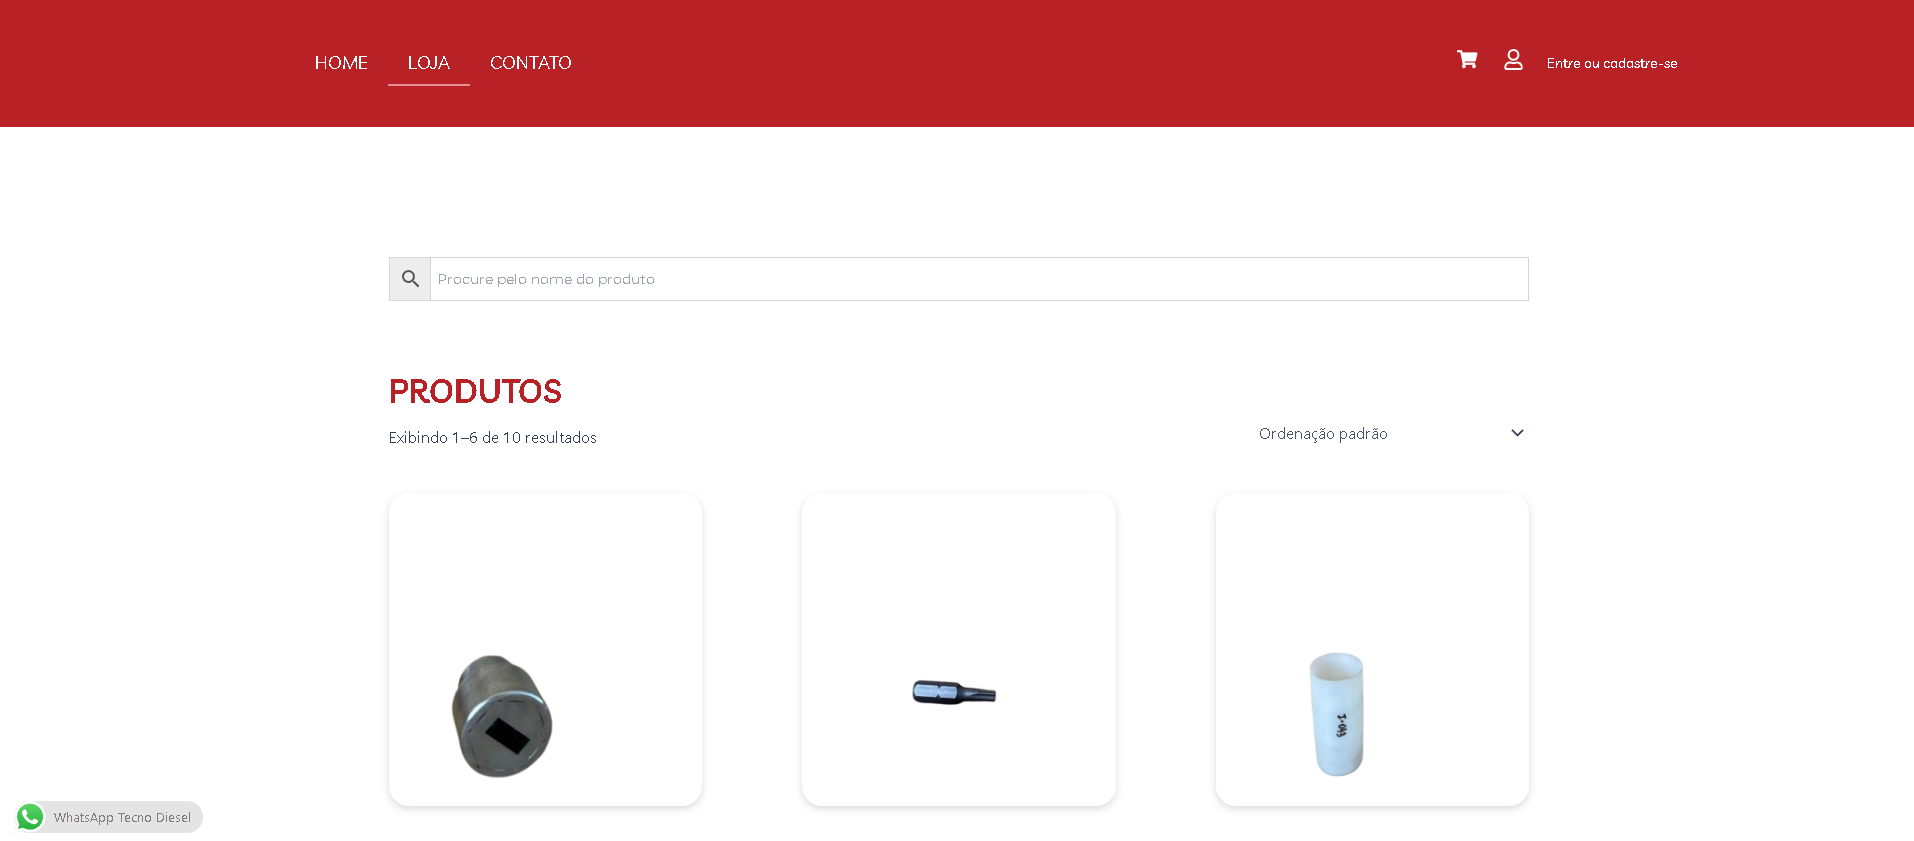 HOME LOJA CONTATO Entre ou cadastre-se
Procure pelo nome do produto
PRODUTOS
Exibindo 1–6 de 10 resultados
Ordenação padrão
WhatsApp Tecno Diesel